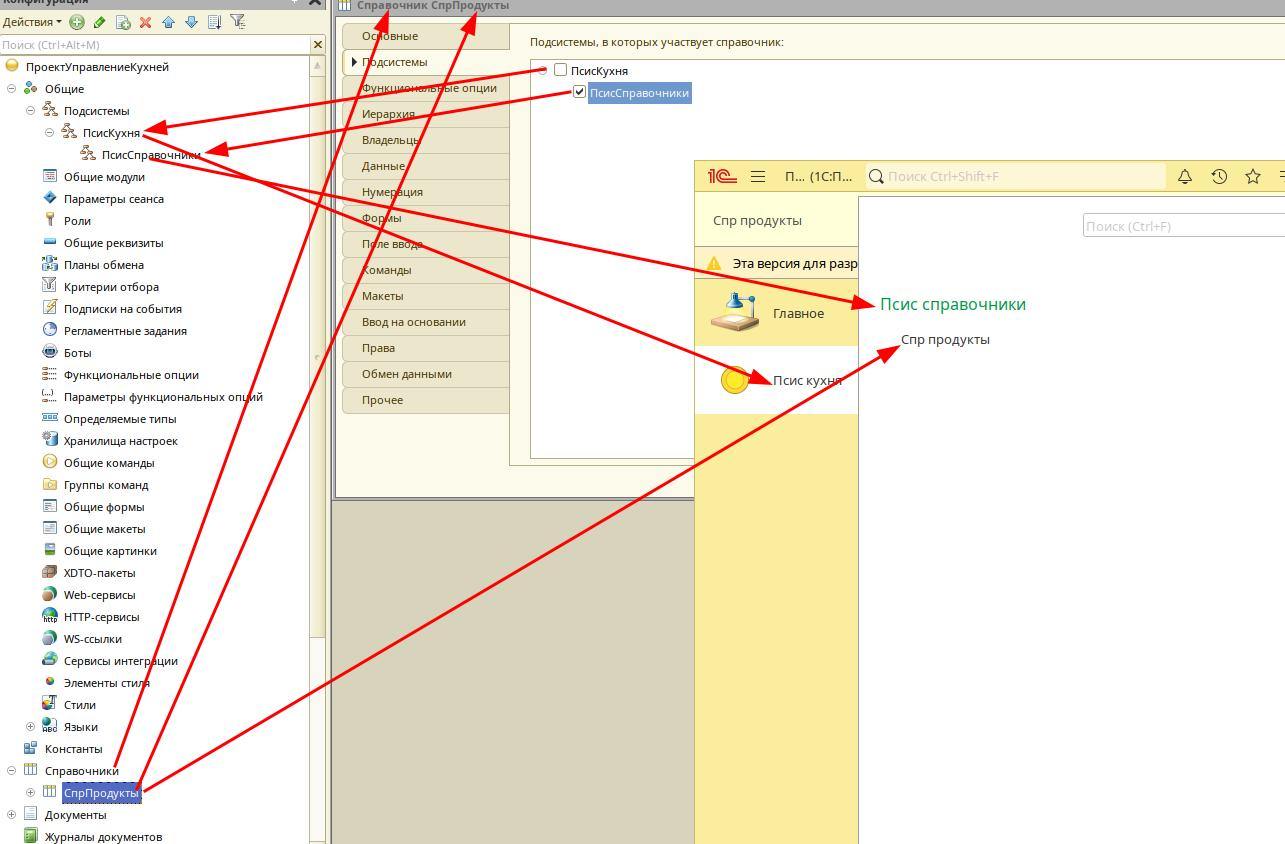 Конфигурация
Действия
Поиск (Ctrl+Alt+M)
ПроектУправлениеКухней
Общие
Подсистемы
ПсисКухня
ПсисСправочники
Общие модули
Параметры сеанса
Роли
Общие реквизиты
Планы обмена
Критерии отбора
Подписки на события
Регламентные задания
Боты
Функциональные опции
Параметры функциональных опций
Определяемые типы
Хранилища настроек
Общие команды
Группы команд
Общие формы
Общие макеты
Общие картинки
XDTO-пакеты
Web-сервисы
HTTP-сервисы
WS-ссылки
Сервисы интеграции
Элементы стиля
Стили
Языки
Константы
Справочники
СпрПродукты
Документы
Журналы документов
Справочник СпрПродукты
Основные
Подсистемы
Функциональные опции
Иерархия
Владельцы
Данные
Нумерация
Формы
Поле ввода
Команды
Макеты
Ввод на основании
Права
Обмен данными
Прочее
Подсистемы, в которых участвует справочник:
ПсисКухня
ПсисСправочники
1С П... (1С:П... Поиск Ctrl+Shift+F
Спр продукты
Поиск (Ctrl+F)
Эта версия для разр
Главное
Псис кухня
Псис справочники
Спр продукты